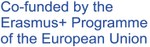 Co-funded by the
Erasmus+ Programme
of the European Union